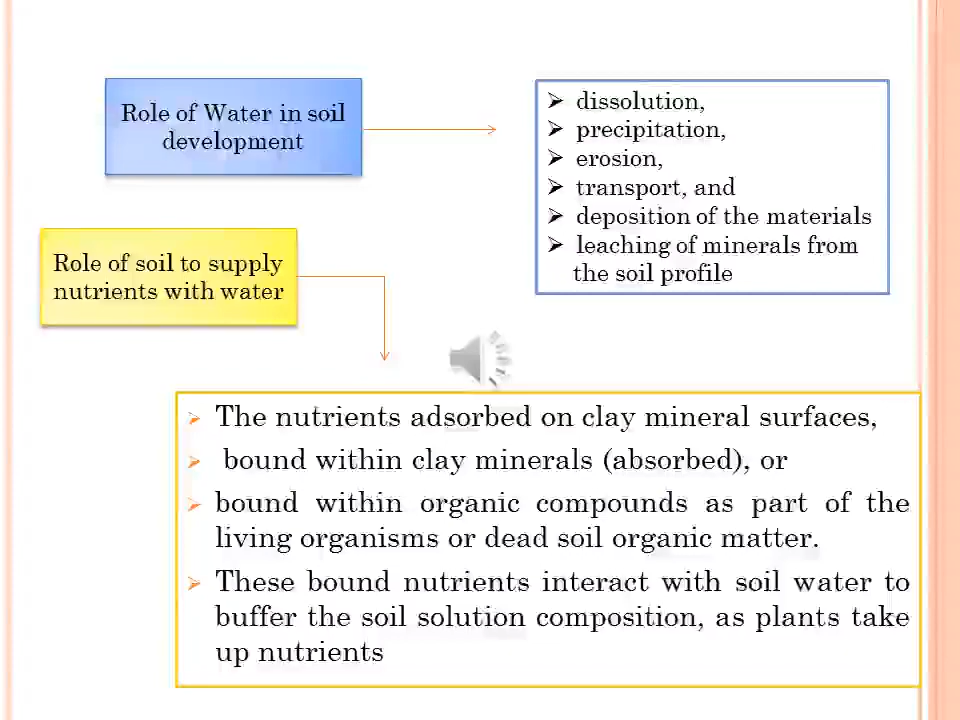 Role of Water in soil
development
➢ dissolution,
➢ precipitation,
➢ erosion,
➢ transport, and
➢ deposition of the materials
➢ leaching of minerals from
the soil profile
Role of soil to supply
nutrients with water
➢ The nutrients adsorbed on clay mineral surfaces,
➢ bound within clay minerals (absorbed), or
➢ bound within organic compounds as part of the
living organisms or dead soil organic matter.
➢ These bound nutrients interact with soil water to
buffer the soil solution composition, as plants take
up nutrients